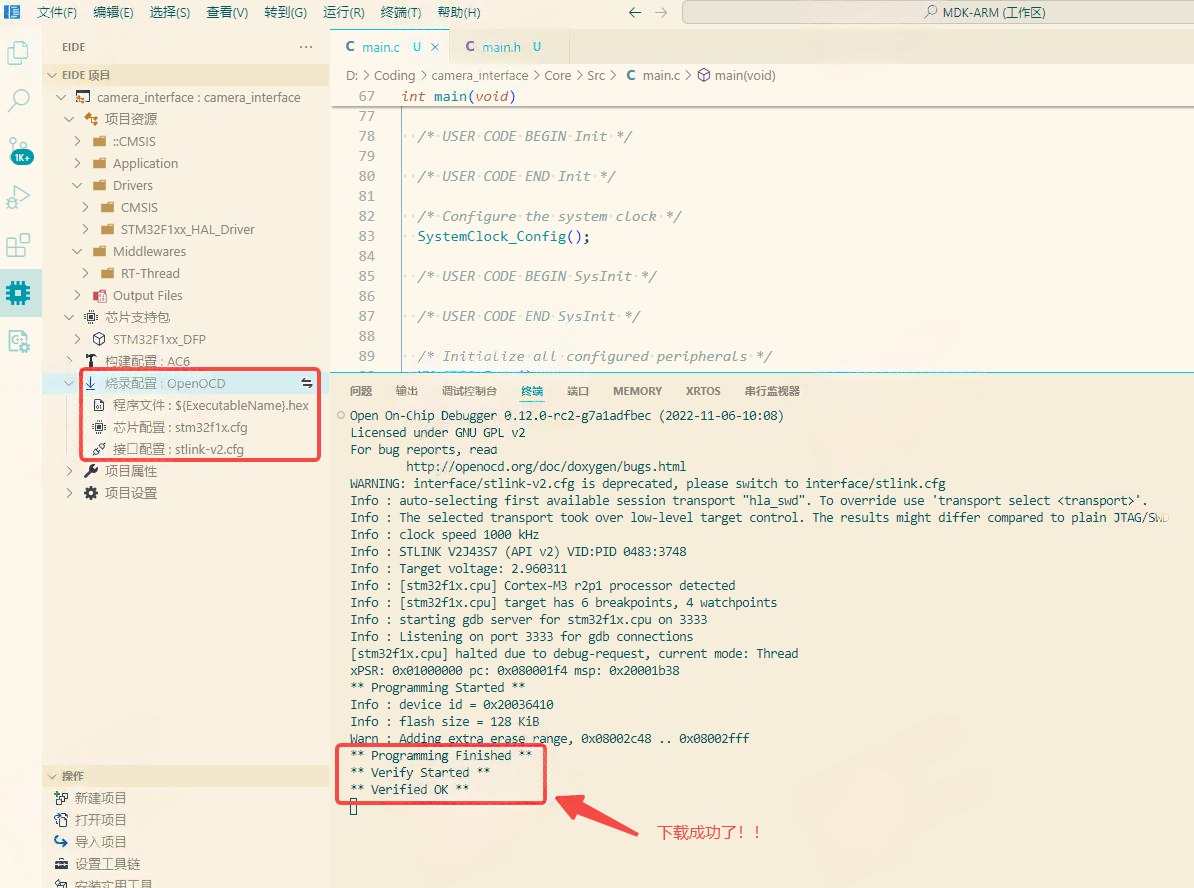 文件(F) 编辑(E) 选择(S) 查看(V) 转到(G) 运行(R) 终端(T) 帮助(H) MDK-ARM (工作区)
EIDE
EIDE 项目
camera_interface : camera_interface
项目资源
::CMSIS
Application
Drivers
CMSIS
STM32F1xx_HAL_Driver
Middlewares
RT-Thread
Output Files
芯片支持包
STM32F1xx_DFP
构建配置 : AC6
烧录配置 : OpenOCD
程序文件 : ${ExecutableName}.hex
芯片配置 : stm32f1x.cfg
接口配置 : stlink-v2.cfg
项目属性
项目设置
操作
新建项目
打开项目
导入项目
设置工具链
安装实用工具
1K+
C main.c U × C main.h U
D: > Coding > camera_interface > Core > Src > C main.c > main(void)
67 int main(void)
77
78 /* USER CODE BEGIN Init */
79
80 /* USER CODE END Init */
81
82 /* Configure the system clock */
83 SystemClock_Config();
84
85 /* USER CODE BEGIN SysInit */
86
87 /* USER CODE END SysInit */
88
89 /* Initialize all configured peripherals */
问题 输出 调试控制台 终端 端口 MEMORY XRTOS 串行监视器
Open On-Chip Debugger 0.12.0-rc2-g7a1adfbec (2022-11-06-10:08)
Licensed under GNU GPL v2
For bug reports, read
http://openocd.org/doc/doxygen/bugs.html
WARNING: interface/stlink-v2.cfg is deprecated, please switch to interface/stlink.cfg
Info : auto-selecting first available session transport "hla_swd". To override use 'transport select <transport>'.
Info : The selected transport took over low-level target control. The results might differ compared to plain JTAG/SWD
Info : clock speed 1000 kHz
Info : STLINK V2J43S7 (API v2) VID:PID 0483:3748
Info : Target voltage: 2.960311
Info : [stm32f1x.cpu] Cortex-M3 r2p1 processor detected
Info : [stm32f1x.cpu] target has 6 breakpoints, 4 watchpoints
Info : starting gdb server for stm32f1x.cpu on 3333
Info : Listening on port 3333 for gdb connections
[stm32f1x.cpu] halted due to debug-request, current mode: Thread
xPSR: 0x01000000 pc: 0x080001f4 msp: 0x20001b38
** Programming Started **
Info : device id = 0x20036410
Info : flash size = 128 KiB
Warn : Adding extra erase range, 0x08002c48 .. 0x08002fff
** Programming Finished **
** Verify Started **
** Verified OK **
下载成功了！！